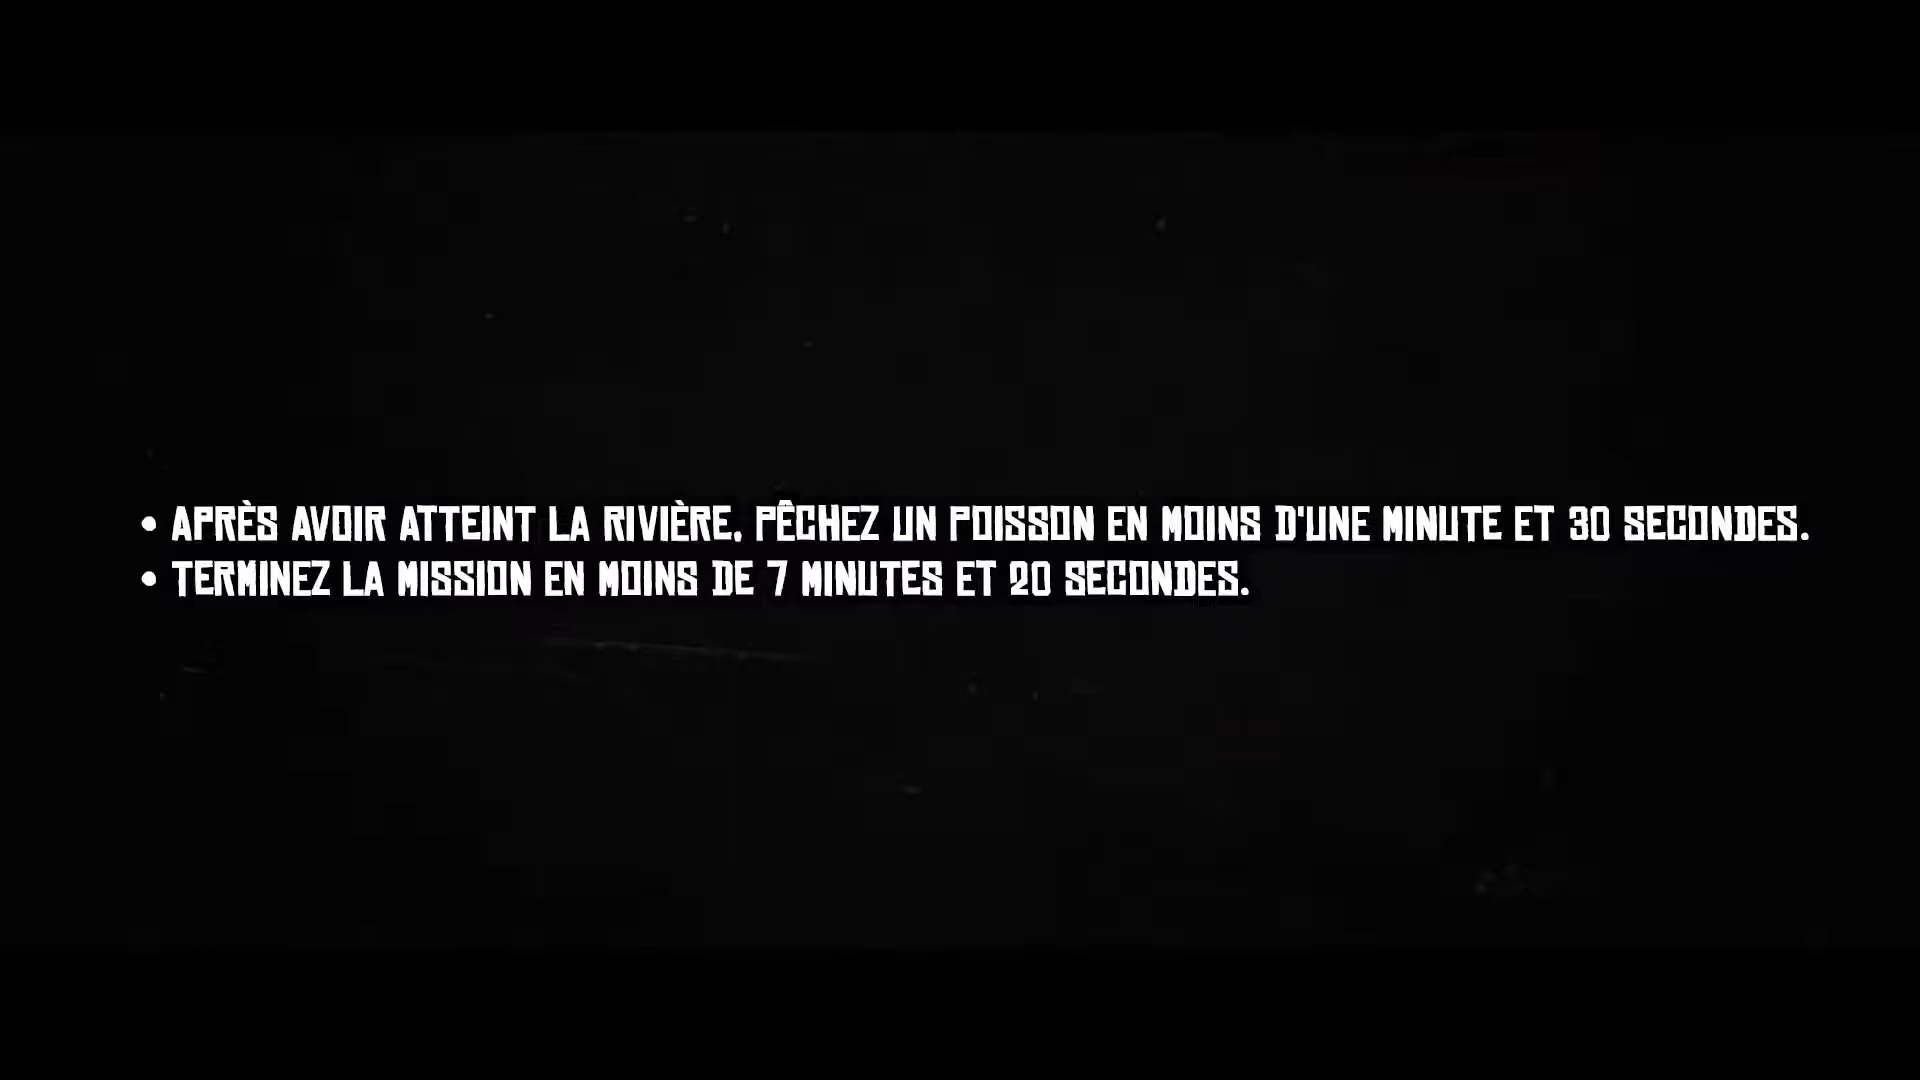 • APRÈS AVOIR ATTEINT LA RIVIÈRE, PÊCHEZ UN POISSON EN MOINS D'UNE MINUTE ET 30 SECONDES.
• TERMINEZ LA MISSION EN MOINS DE 7 MINUTES ET 20 SECONDES.